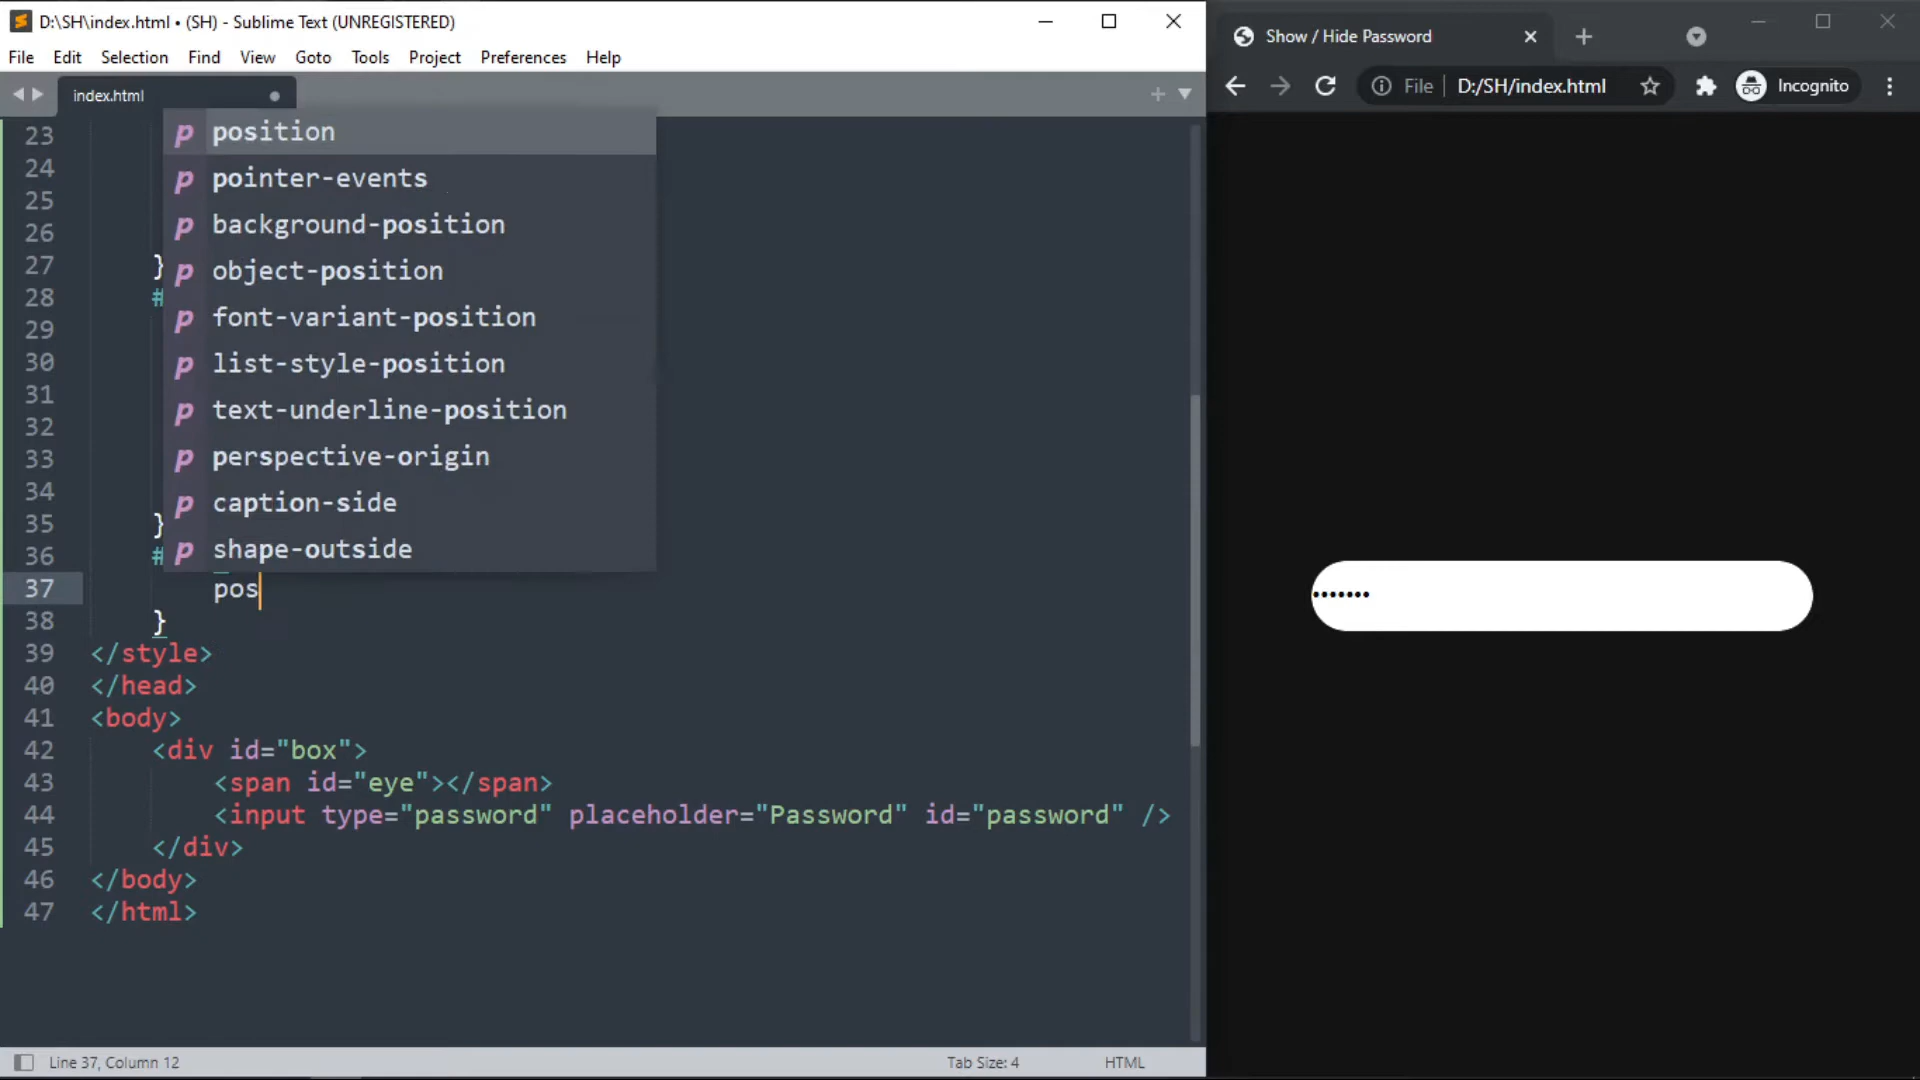 D:\SH\index.html • (SH) - Sublime Text (UNREGISTERED)
File Edit Selection Find View Goto Tools Project Preferences Help
index.html
23
24
25
26
27 }
28 #
29
30
31
32
33
34
35 }
36 #
position
pointer-events
background-position
object-position
font-variant-position
list-style-position
text-underline-position
perspective-origin
caption-side
shape-outside
37 pos
38 }
39 </style>
40 </head>
41 <body>
42 <div id="box">
43 <span id="eye"></span>
44 <input type="password" placeholder="Password" id="password" />
45 </div>
46 </body>
47 </html>
Line 37, Column 12
Tab Size: 4
HTML
Show / Hide Password
File D:/SH/index.html
Incognito
•••••••